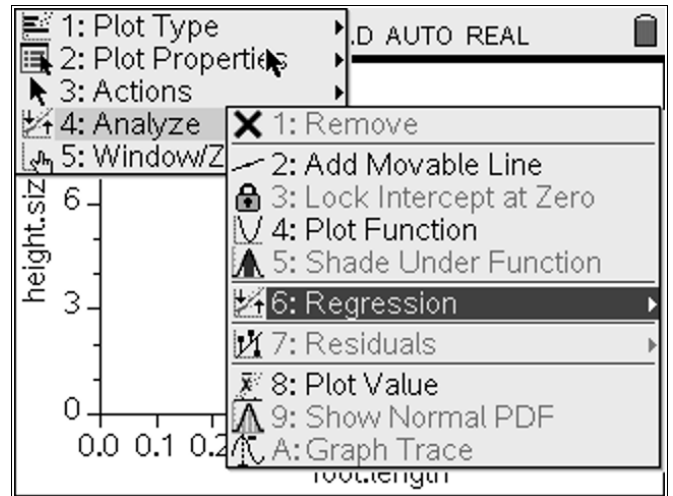 1: Plot Type
.D AUTO REAL
2: Plot Properties
3: Actions
4: Analyze
1: Remove
5: Window/Z
2: Add Movable Line
3: Lock Intercept at Zero
4: Plot Function
5: Shade Under Function
6: Regression
7: Residuals
8: Plot Value
9: Show Normal PDF
A: Graph Trace
height.siz
6
3
0
0.0 0.1 0.2
foot.length